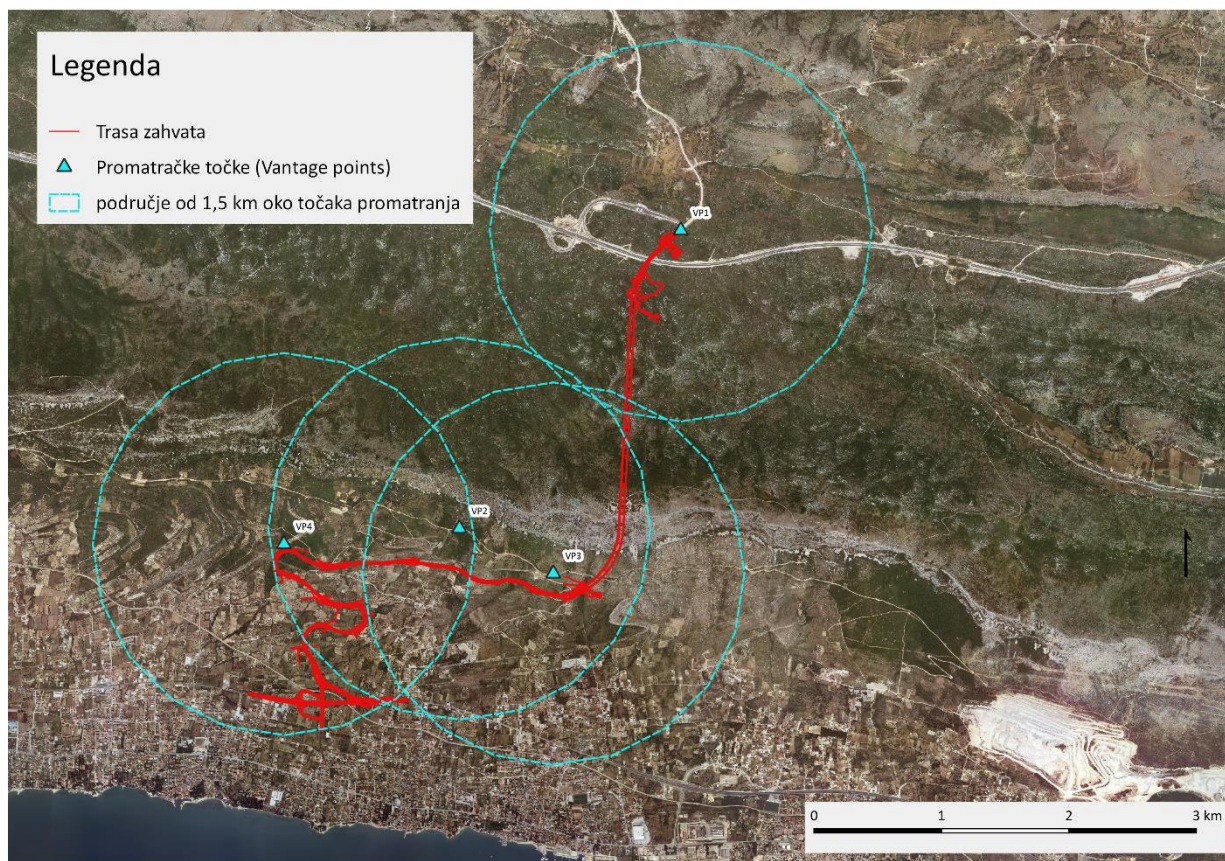 Legenda
Trasa zahvata
Promatračke točke (Vantage points)
područje od 1,5 km oko točaka promatranja
VP1
VP2
VP4
VP3
0 1 2 3 km